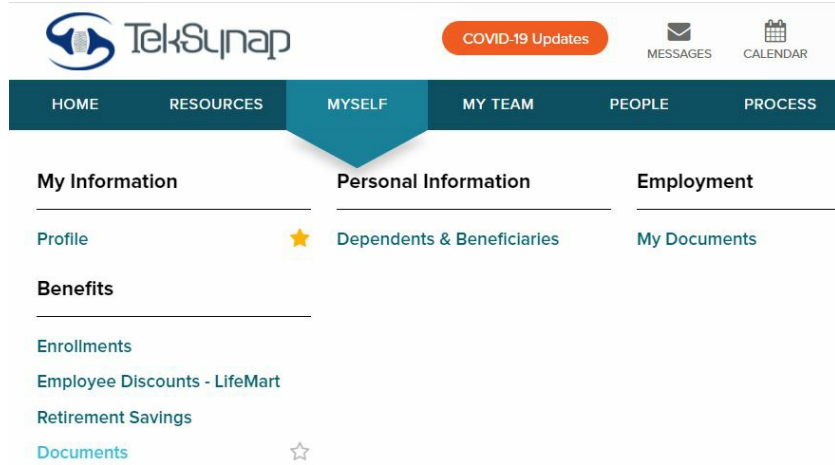 TekSynap
COVID-19 Updates
MESSAGES
CALENDAR
HOME RESOURCES MYSELF MY TEAM PEOPLE PROCESS
My Information Personal Information Employment
Profile Dependents & Beneficiaries My Documents
Benefits
Enrollments
Employee Discounts - LifeMart
Retirement Savings
Documents